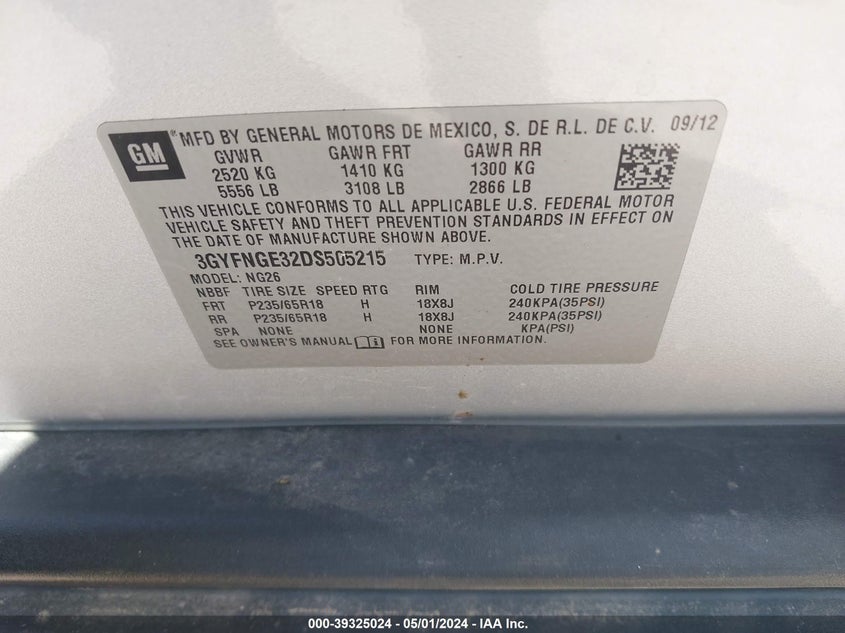 GM ® MFD BY GENERAL MOTORS DE MEXICO, S. DE R.L. DE C.V. 09/12
GVWR GAWR FRT GAWR RR
2520 KG 1410 KG 1300 KG
5556 LB 3108 LB 2866 LB
THIS VEHICLE CONFORMS TO ALL APPLICABLE U.S. FEDERAL MOTOR
VEHICLE SAFETY AND THEFT PREVENTION STANDARDS IN EFFECT ON
THE DATE OF MANUFACTURE SHOWN ABOVE.
3GYFNGE32DS505215 TYPE: M.P.V.
MODEL: NG26
NBBF TIRE SIZE SPEED RTG RIM COLD TIRE PRESSURE
FRT P235/65R18 H 18X8J 240KPA(35PSI)
RR P235/65R18 H 18X8J 240KPA(35PSI)
SPA NONE NONE KPA(PSI)
SEE OWNER'S MANUAL FOR MORE INFORMATION.
000-39325024 - 05/01/2024 - IAA Inc.